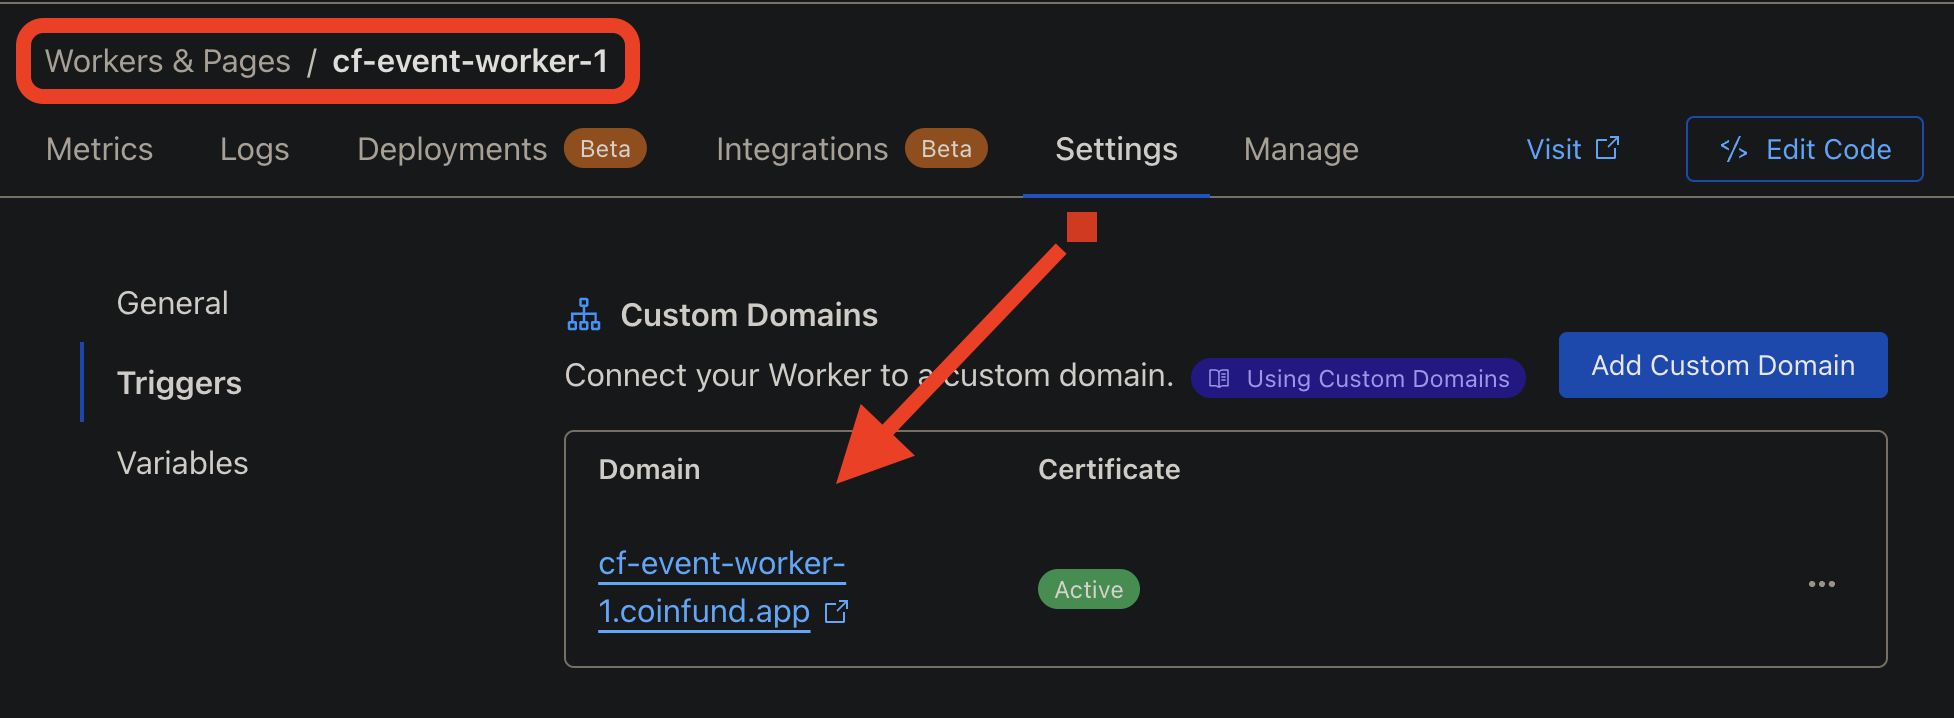 Workers & Pages / cf-event-worker-1
Metrics Logs Deployments Beta Integrations Beta Settings Manage Visit </> Edit Code
General
Triggers
Variables
Custom Domains
Connect your Worker to a custom domain. Using Custom Domains
Add Custom Domain
Domain Certificate
cf-event-worker-
1.coinfund.app
Active